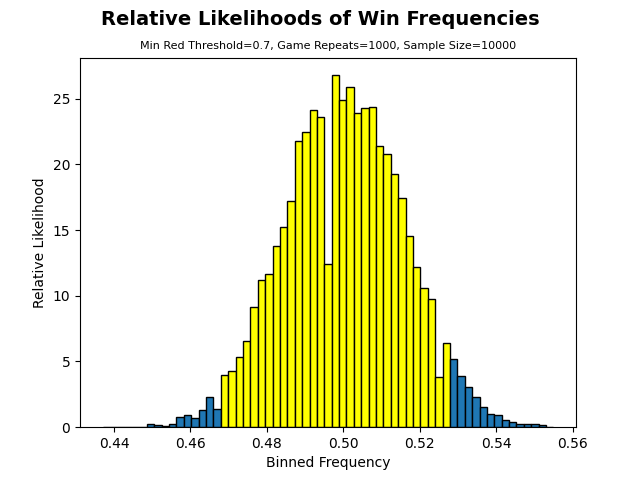 Relative Likelihoods of Win Frequencies
Min Red Threshold=0.7, Game Repeats=1000, Sample Size=10000
Relative Likelihood
25
20
15
10
5
0
0.44 0.46 0.48 0.50 0.52 0.54 0.56
Binned Frequency